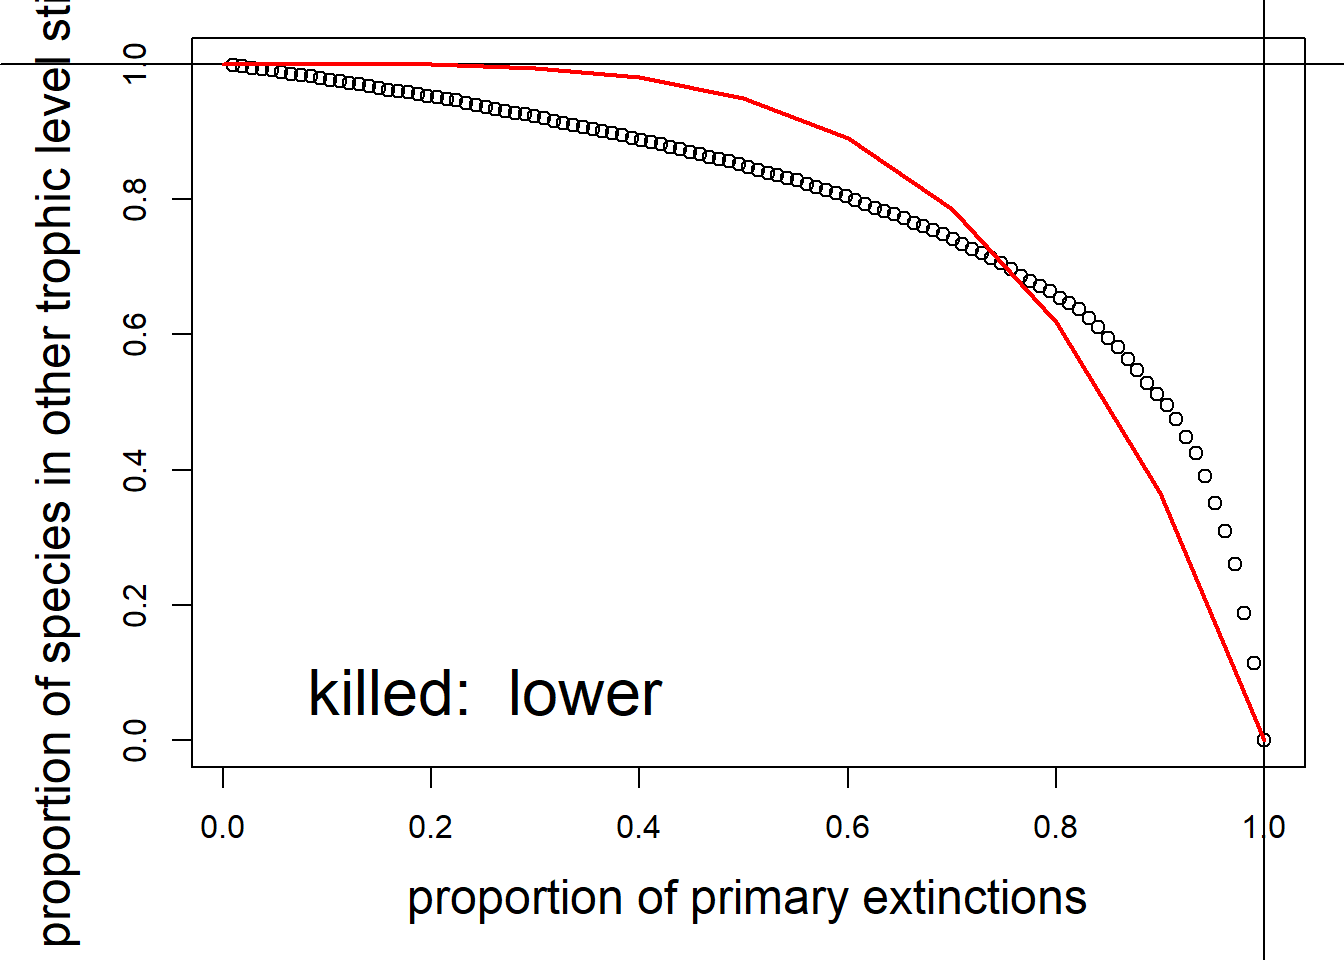 proportion of species in other trophic level
1.0
0.8
0.6
0.4
0.2
0.0
killed: lower
0.0 0.2 0.4 0.6 0.8 1.0
proportion of primary extinctions